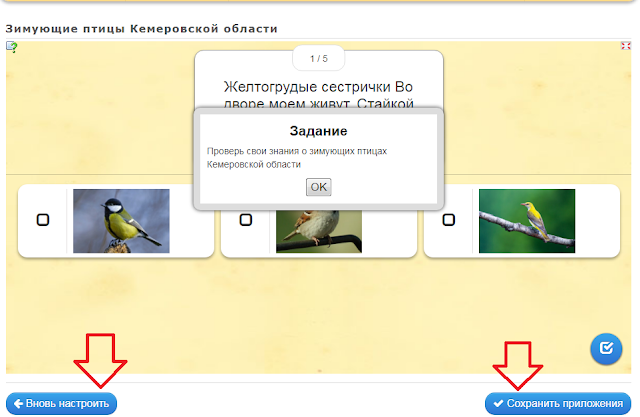 Зимующие птицы Кемеровской области
1 / 5
Желтогрудые сестрички Во
дворе моем живут. Стайкой
Задание
Проверь свои знания о зимующих птицах
Кемеровской области
OK
Вновь настроить
Сохранить приложения